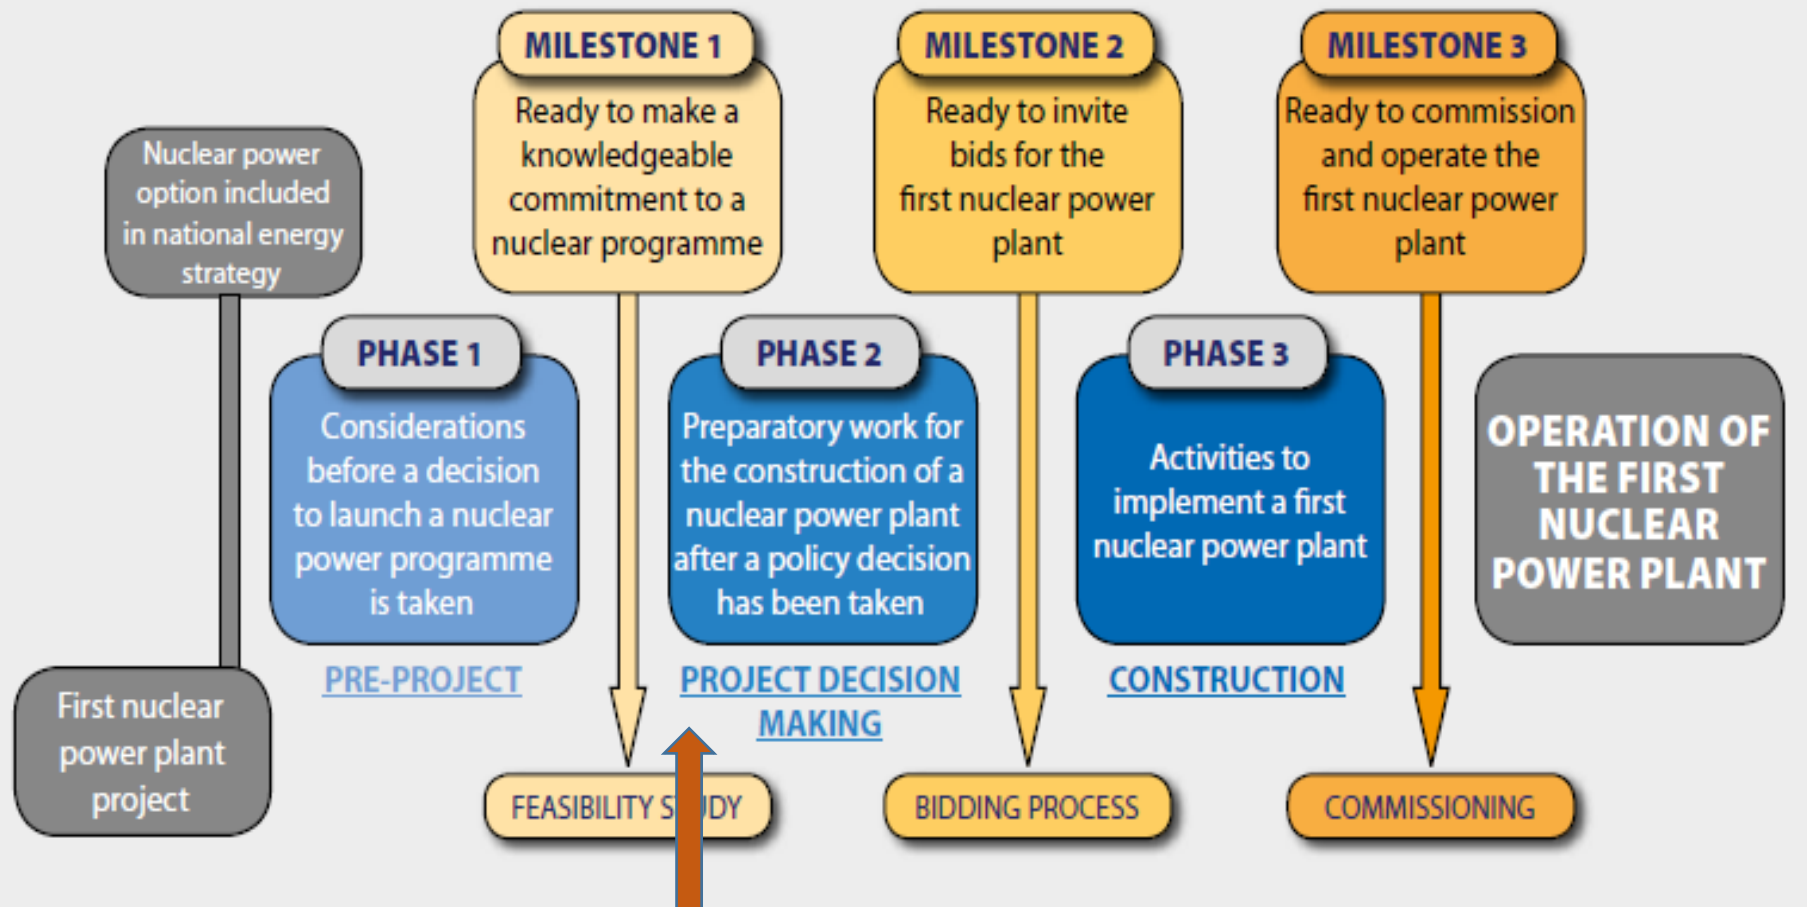 MILESTONE 1
Ready to make a
knowledgeable
commitment to a
nuclear programme
MILESTONE 2
Ready to invite
bids for the
first nuclear power
plant
MILESTONE 3
Ready to commission
and operate the
first nuclear power
plant
Nuclear power
option included
in national energy
strategy
PHASE 1
Considerations
before a decision
to launch a nuclear
power programme
is taken
PRE-PROJECT
PHASE 2
Preparatory work for
the construction of a
nuclear power plant
after a policy decision
has been taken
PROJECT DECISION
MAKING
PHASE 3
Activities to
implement a first
nuclear power plant
CONSTRUCTION
OPERATION OF
THE FIRST
NUCLEAR
POWER PLANT
First nuclear
power plant
project
FEASIBILITY STUDY
BIDDING PROCESS
COMMISSIONING